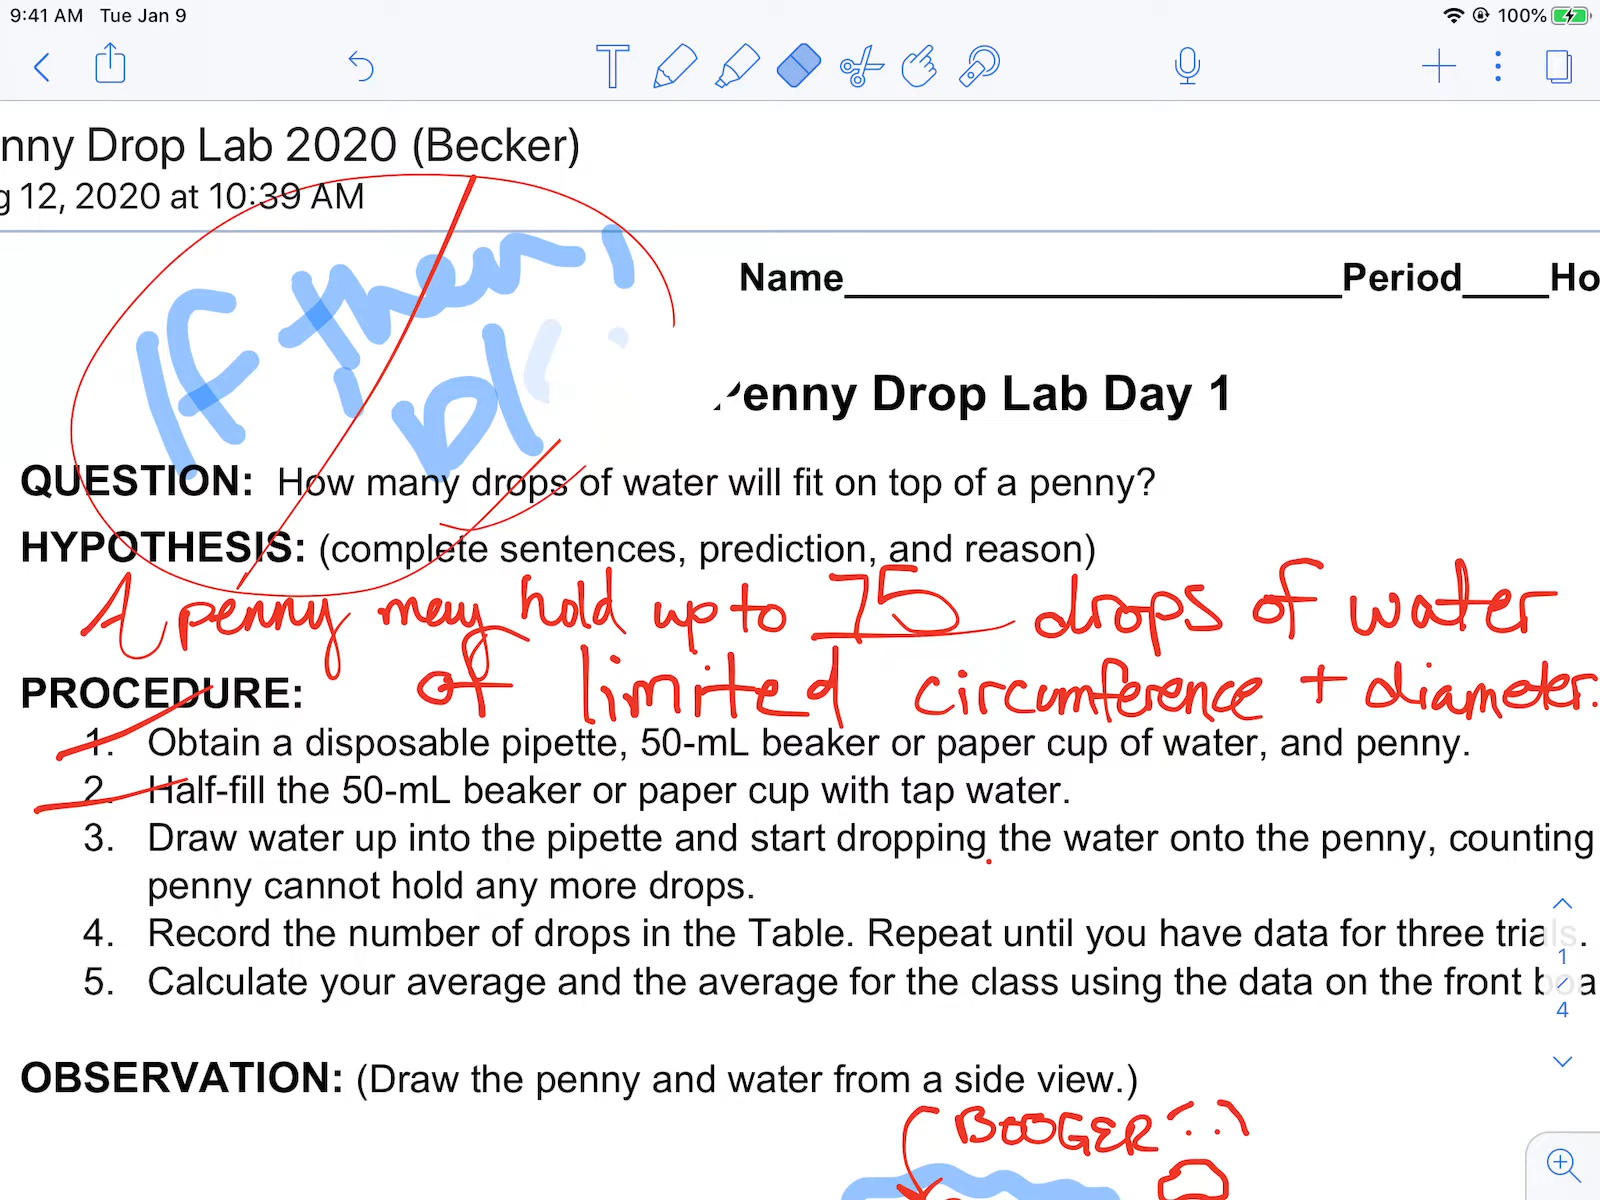 9:41 AM Tue Jan 9
100%
nny Drop Lab 2020 (Becker)
g 12, 2020 at 10:39 AM
If then,
Name Period Ho
enny Drop Lab Day 1
QUESTION: How many drops of water will fit on top of a penny?
HYPOTHESIS: (complete sentences, prediction, and reason)
A penny may hold up to 75 drops of water
of limited circumference + diameter.
PROCEDURE:
1. Obtain a disposable pipette, 50-mL beaker or paper cup of water, and penny.
2. Half-fill the 50-mL beaker or paper cup with tap water.
3. Draw water up into the pipette and start dropping the water onto the penny, counting
penny cannot hold any more drops.
4. Record the number of drops in the Table. Repeat until you have data for three trials.
5. Calculate your average and the average for the class using the data on the front boa
1
/
4
OBSERVATION: (Draw the penny and water from a side view.)
BOOGER